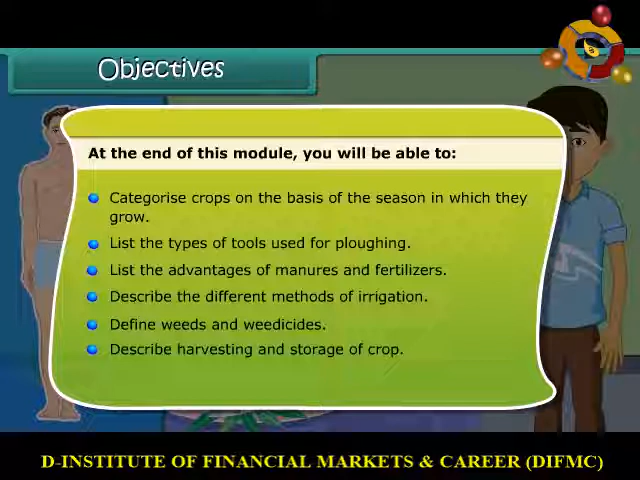 Objectives
At the end of this module, you will be able to:
Categorise crops on the basis of the season in which they
grow.
List the types of tools used for ploughing.
List the advantages of manures and fertilizers.
Describe the different methods of irrigation.
Define weeds and weedicides.
Describe harvesting and storage of crop.
D-INSTITUTE OF FINANCIAL MARKETS & CAREER (DIFMC)